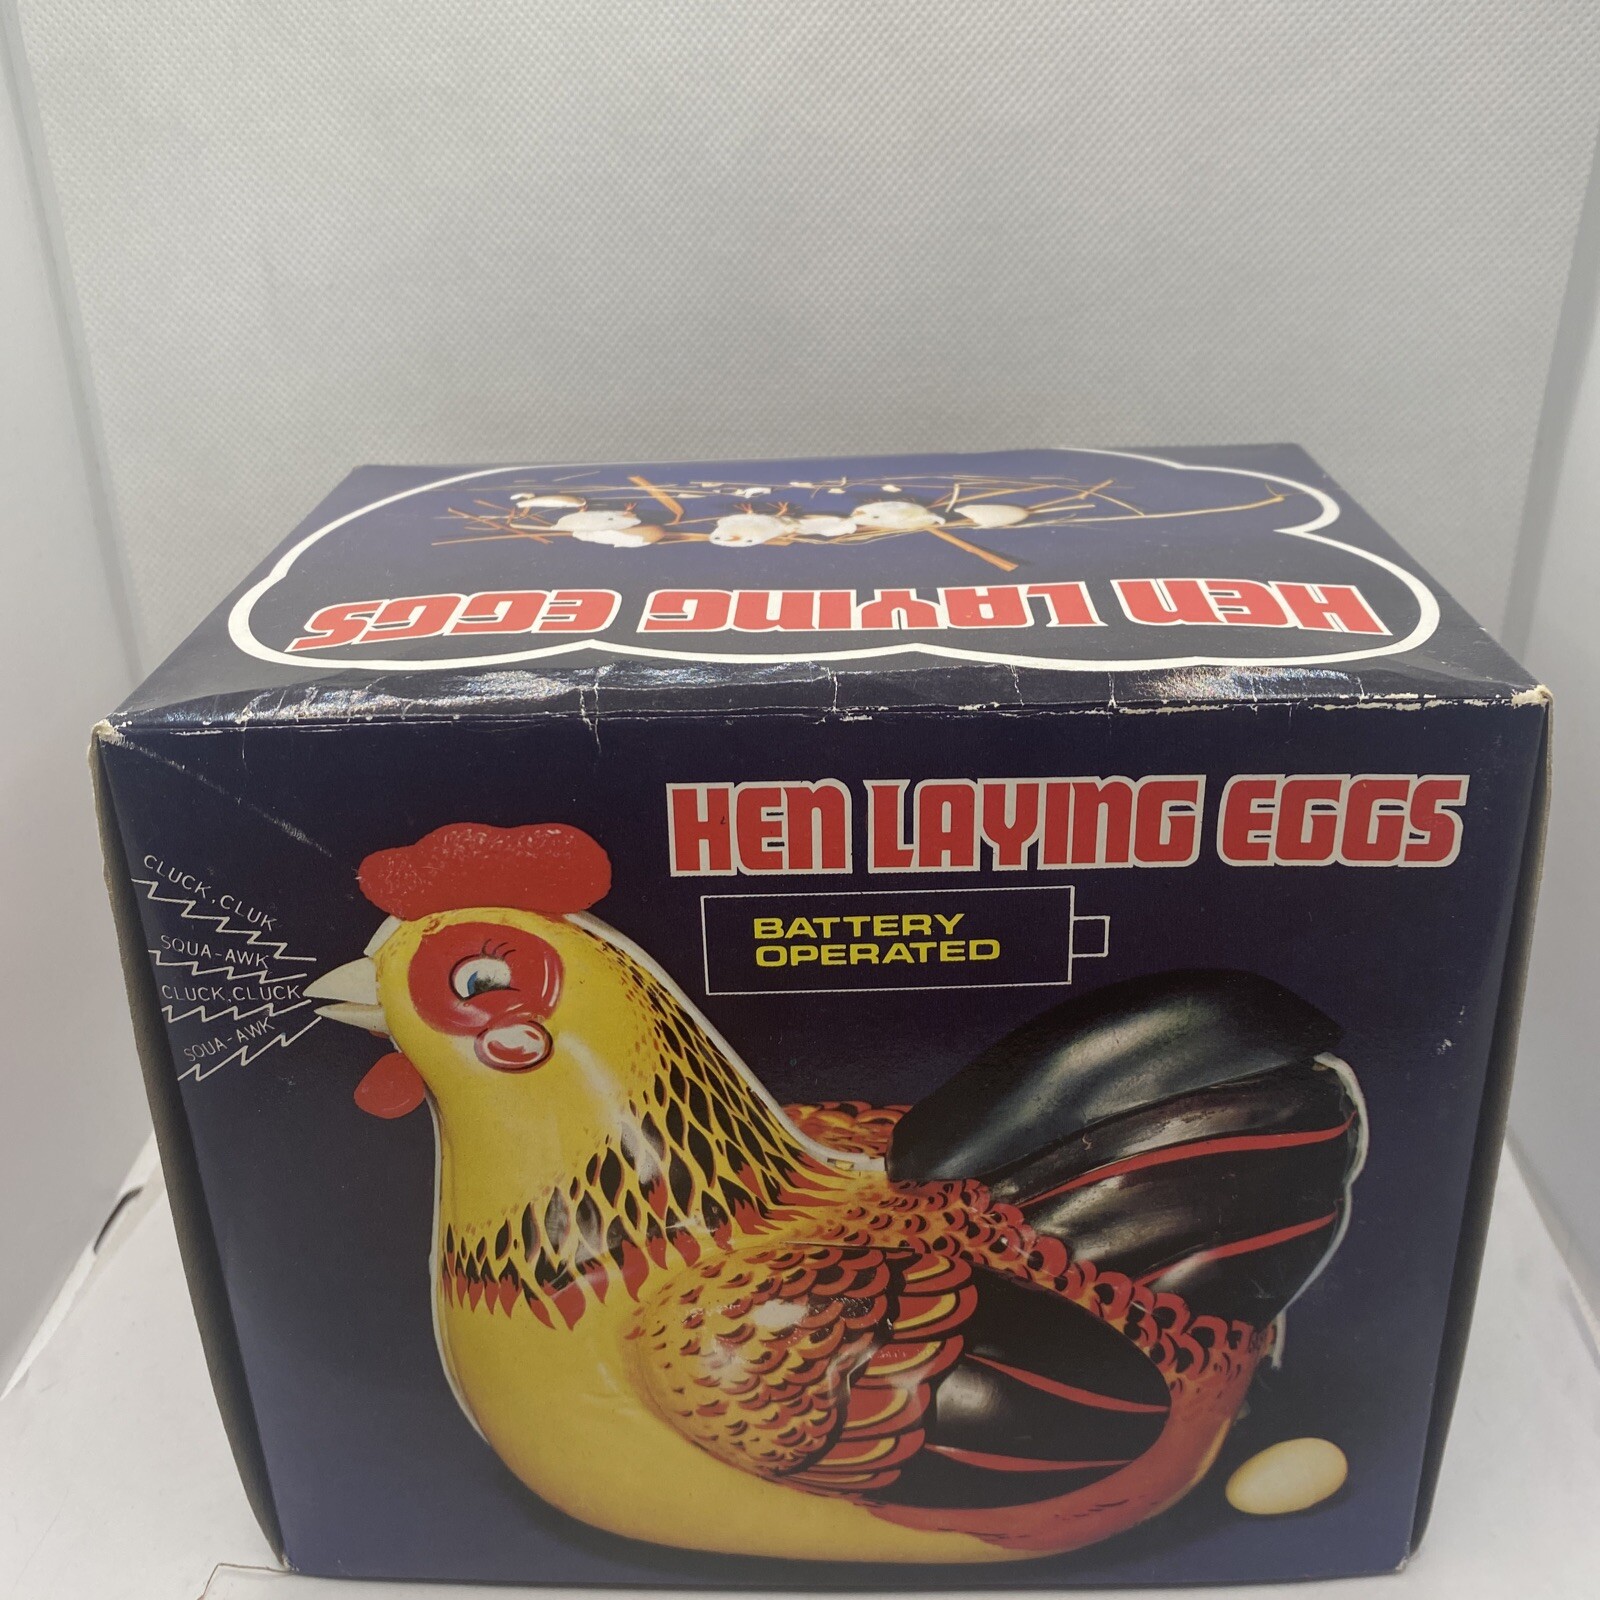 HEN LAYING EGGS
HEN LAYING EGGS
BATTERY
OPERATED
CLUCK, CLUK
SQUA-AWK
CLUCK, CLUCK
SQUA-AWK